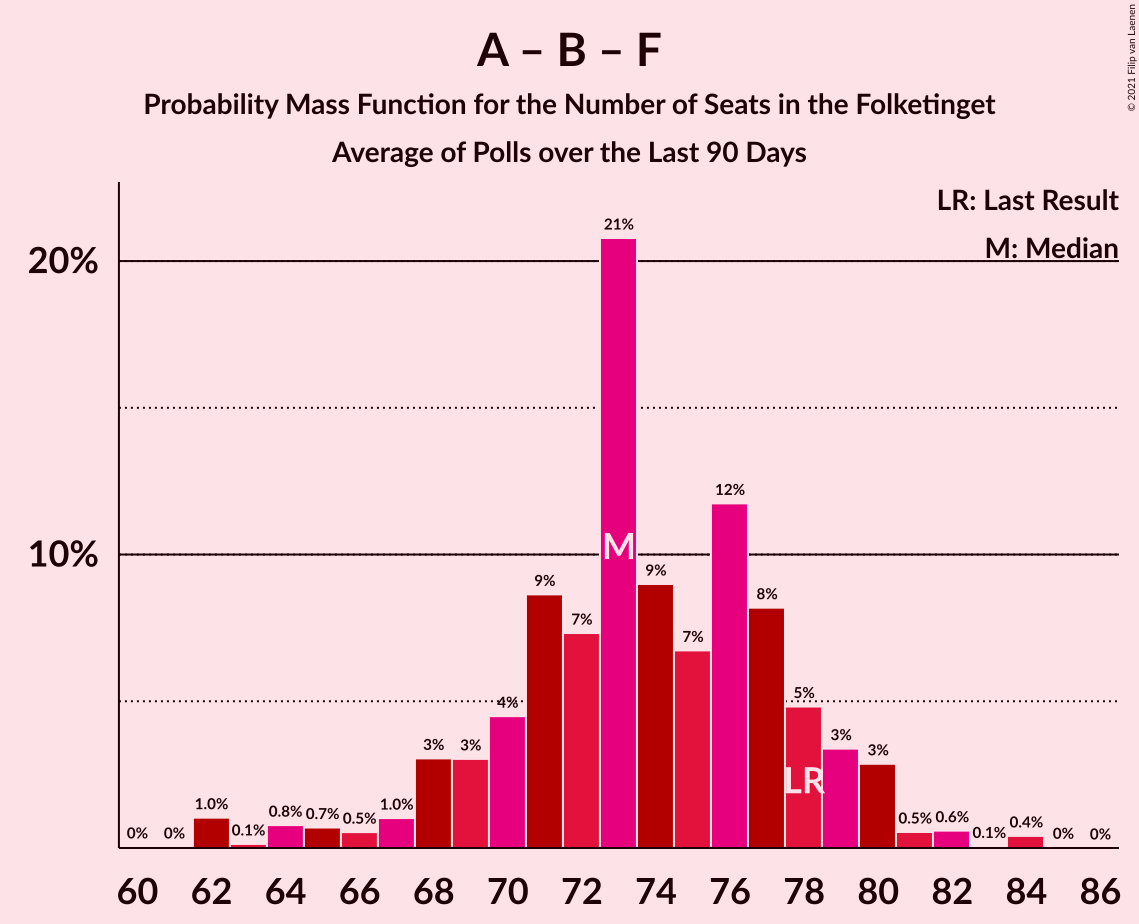 A – B – F
Probability Mass Function for the Number of Seats in the Folketinget
Average of Polls over the Last 90 Days
© 2021 Filip van Laenen
LR: Last Result
M: Median
20%
10%
0% 0% 1.0% 0.1% 0.8% 0.7% 0.5% 1.0% 3% 3% 4% 9% 7% 21% 9% 7% 12% 8% 5% 3% 3% 0.5% 0.6% 0.1% 0.4% 0% 0%
M
LR
60 62 64 66 68 70 72 74 76 78 80 82 84 86